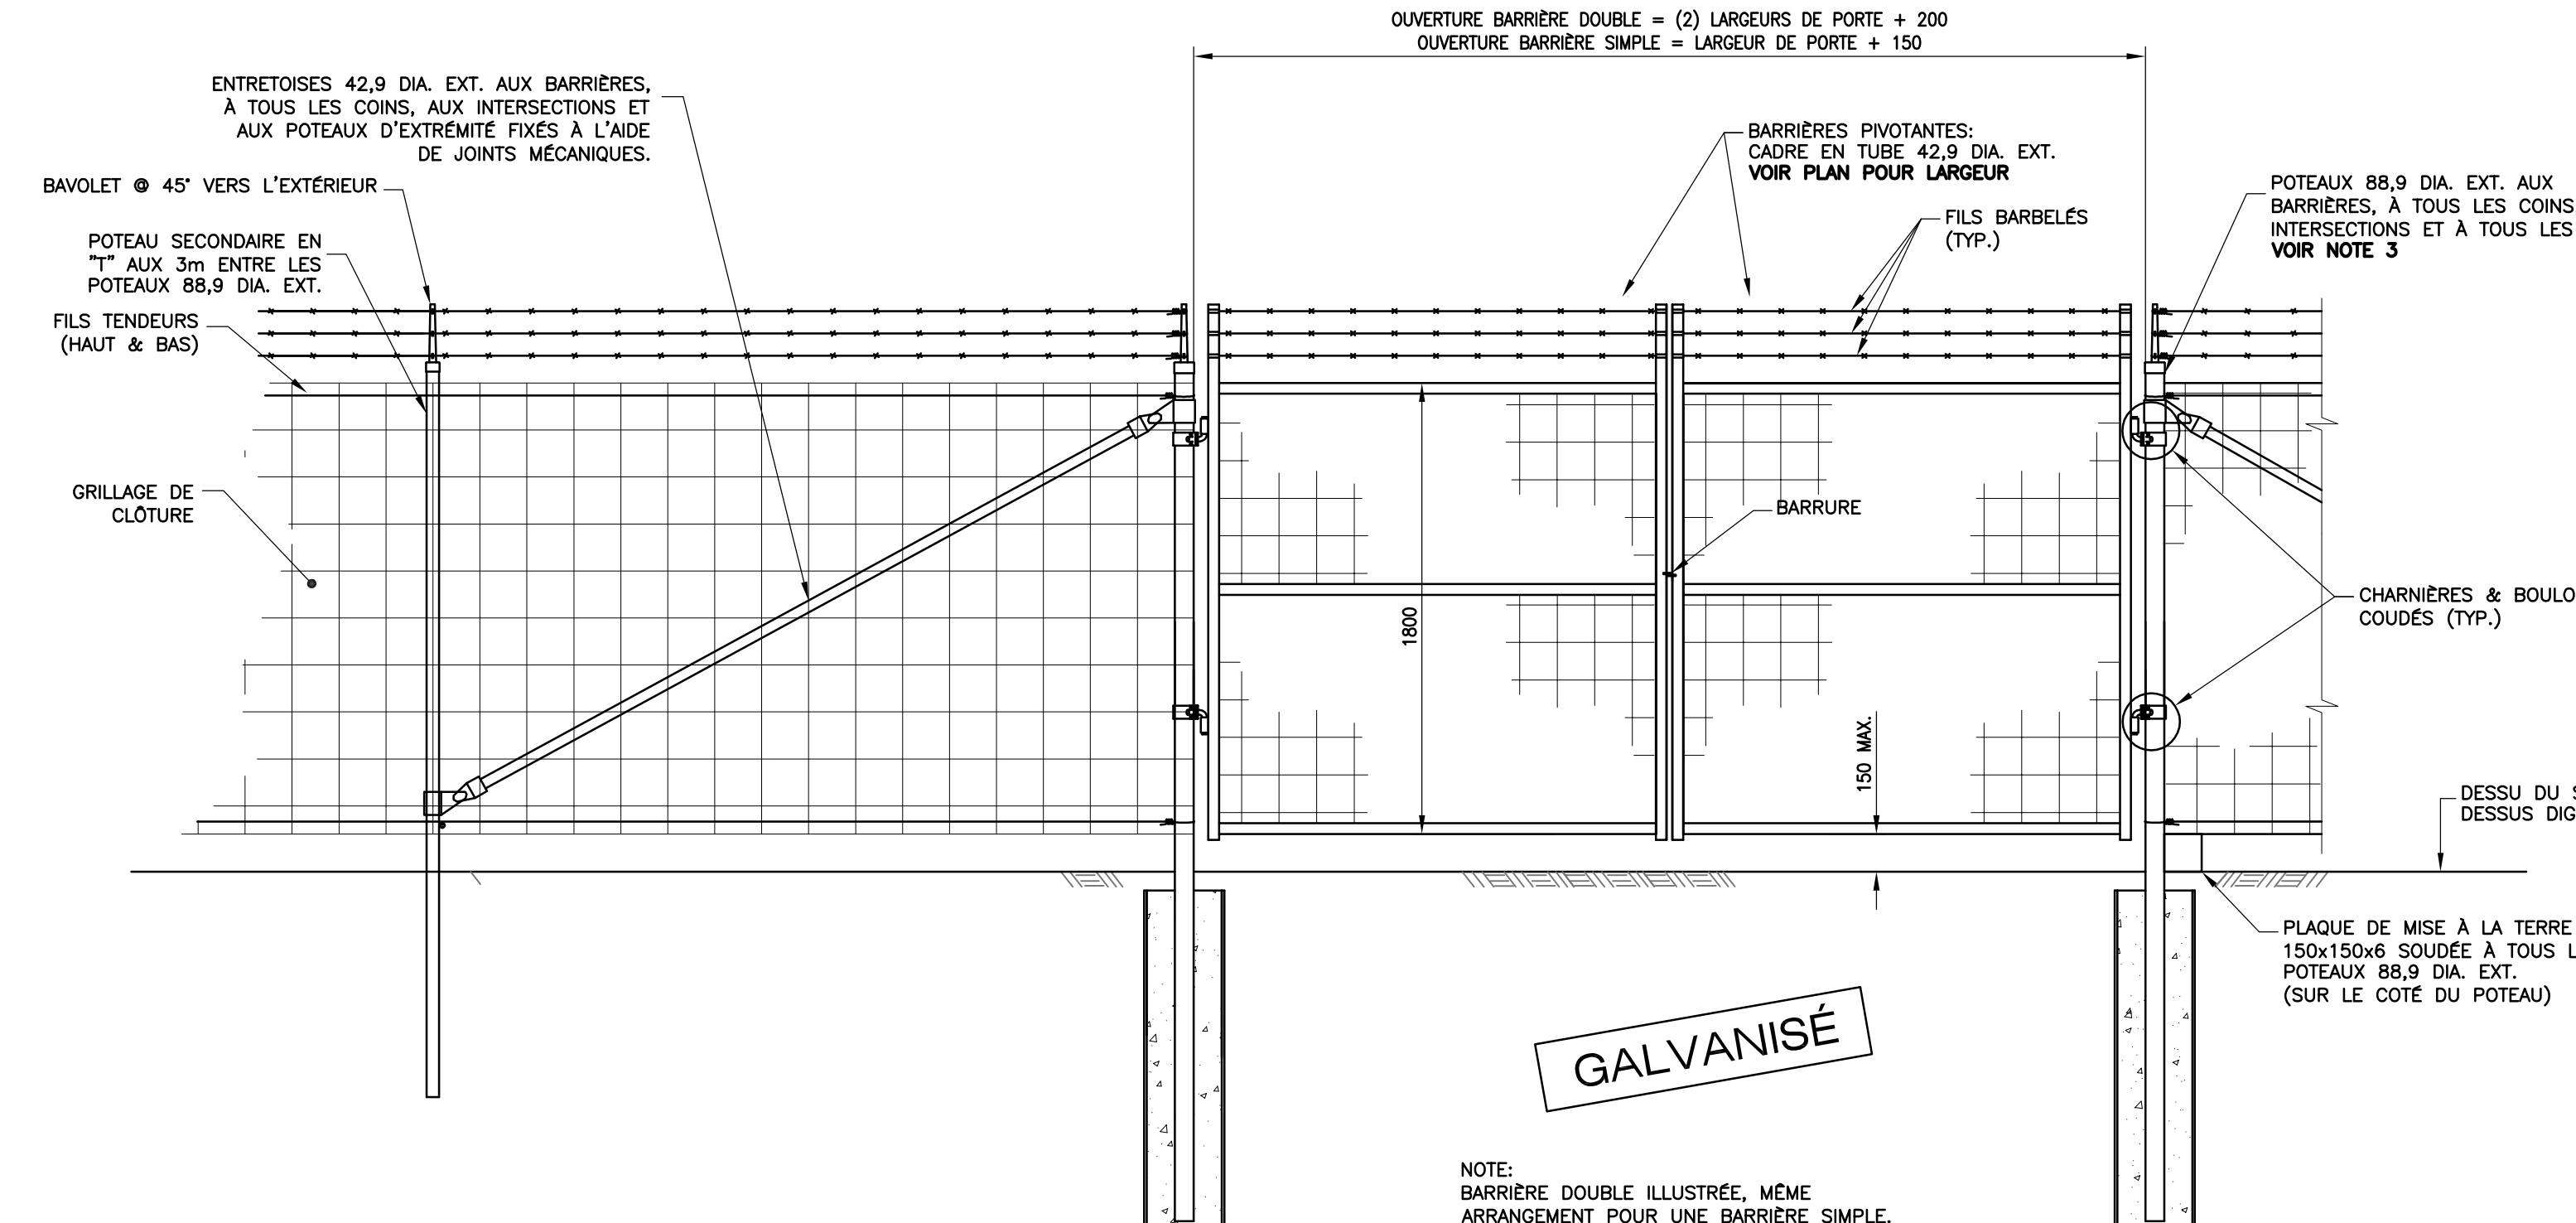 OUVERTURE BARRIÈRE DOUBLE = (2) LARGEURS DE PORTE + 200
OUVERTURE BARRIÈRE SIMPLE = LARGEUR DE PORTE + 150
ENTRETOISES 42,9 DIA. EXT. AUX BARRIÈRES,
À TOUS LES COINS, AUX INTERSECTIONS ET
AUX POTEAUX D'EXTRÉMITÉ FIXÉS À L'AIDE
DE JOINTS MÉCANIQUES.
BARRIÈRES PIVOTANTES:
CADRE EN TUBE 42,9 DIA. EXT.
VOIR PLAN POUR LARGEUR
BAVOLET @ 45° VERS L'EXTÉRIEUR
POTEAUX 88,9 DIA. EXT. AUX
BARRIÈRES, À TOUS LES COINS
INTERSECTIONS ET À TOUS LES
VOIR NOTE 3
FILS BARBELÉS
(TYP.)
POTEAU SECONDAIRE EN
"T" AUX 3m ENTRE LES
POTEAUX 88,9 DIA. EXT.
FILS TENDEURS
(HAUT & BAS)
GRILLAGE DE
CLÔTURE
BARRURE
1800
CHARNIÈRES & BOULO
COUDÉS (TYP.)
150 MAX.
DESSU DU
DESSUS DIG
PLAQUE DE MISE À LA TERRE
150x150x6 SOUDÉE À TOUS L
POTEAUX 88,9 DIA. EXT.
(SUR LE COTÉ DU POTEAU)
GALVANISÉ
NOTE:
BARRIÈRE DOUBLE ILLUSTRÉE, MÊME
ARRANGEMENT POUR UNE BARRIÈRE SIMPLE.